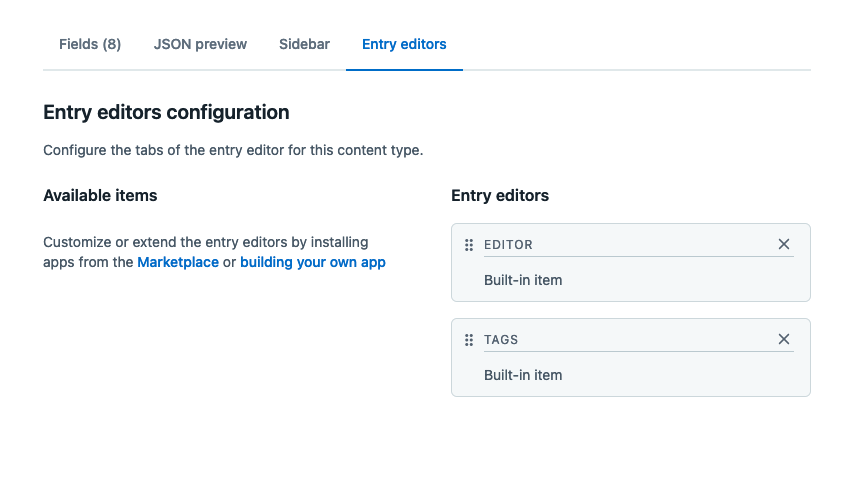 Fields (8) JSON preview Sidebar Entry editors
Entry editors configuration
Configure the tabs of the entry editor for this content type.
Available items
Customize or extend the entry editors by installing
apps from the Marketplace or building your own app
Entry editors
EDITOR
Built-in item
TAGS
Built-in item